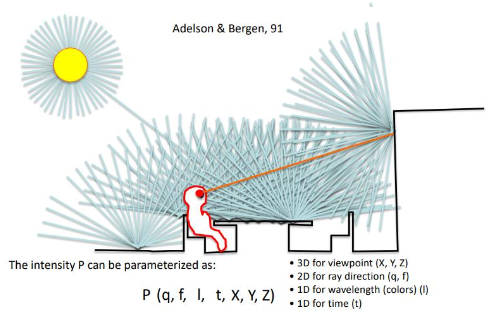 Adelson & Bergen, 91
The intensity P can be parameterized as:
P (q, f, l, t, X, Y, Z)
• 3D for viewpoint (X, Y, Z)
• 2D for ray direction (q, f)
• 1D for wavelength (colors) (l)
• 1D for time (t)